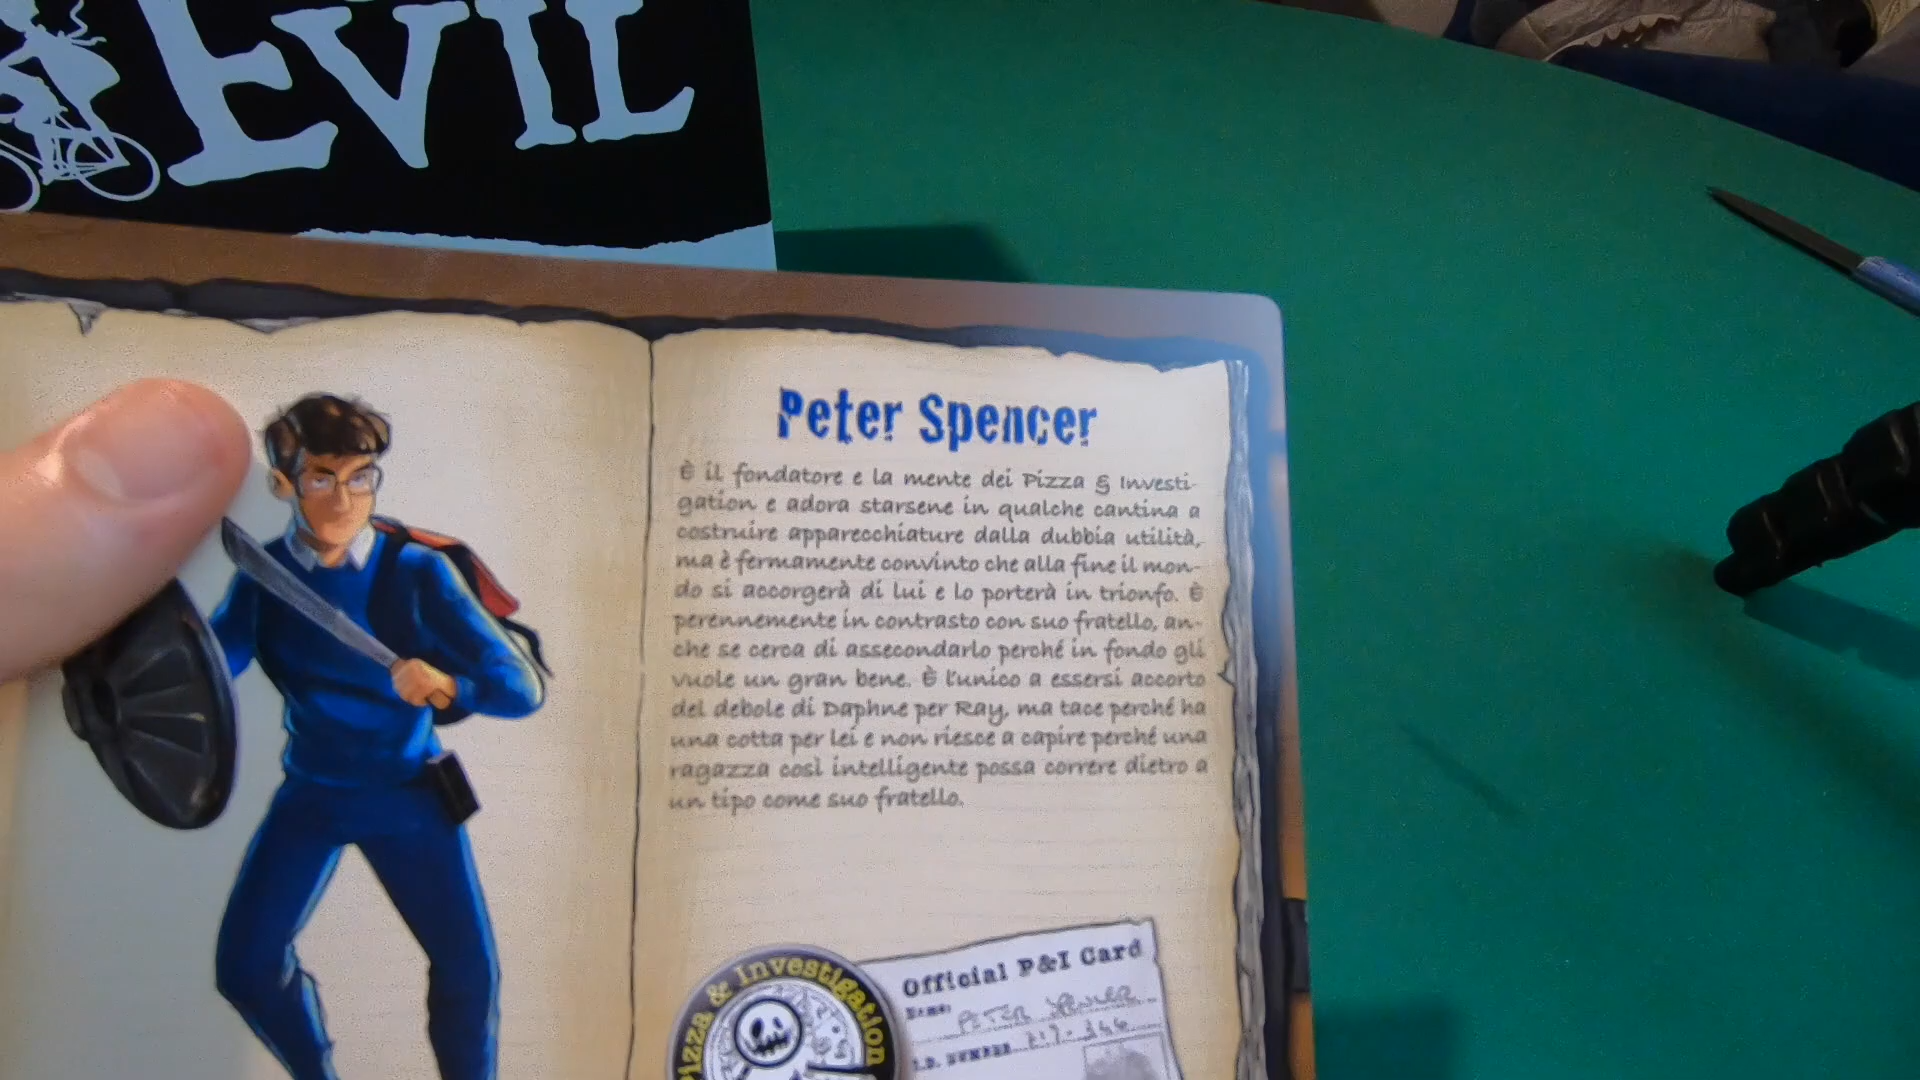 EVIL
Peter Spencer
È il fondatore e la mente dei Pizza & Investi-
gation e adora starsene in qualche cantina a
costruire apparecchiature dalla dubbia utilità,
ma è fermamente convinto che alla fine il mon-
do si accorgerà di lui e lo porterà in trionfo. È
perennemente in contrasto con suo fratello, an-
che se cerca di assecondarlo perché in fondo gli
vuole un gran bene. È l'unico a essersi accorto
del debole di Daphne per Ray, ma tace perché ha
una cotta per lei e non riesce a capire perché una
ragazza così intelligente possa correre dietro a
un tipo come suo fratello.
Pizza & Investigation
Official P&I Card
Name: PETER SPENCER
I.D. NUMBER